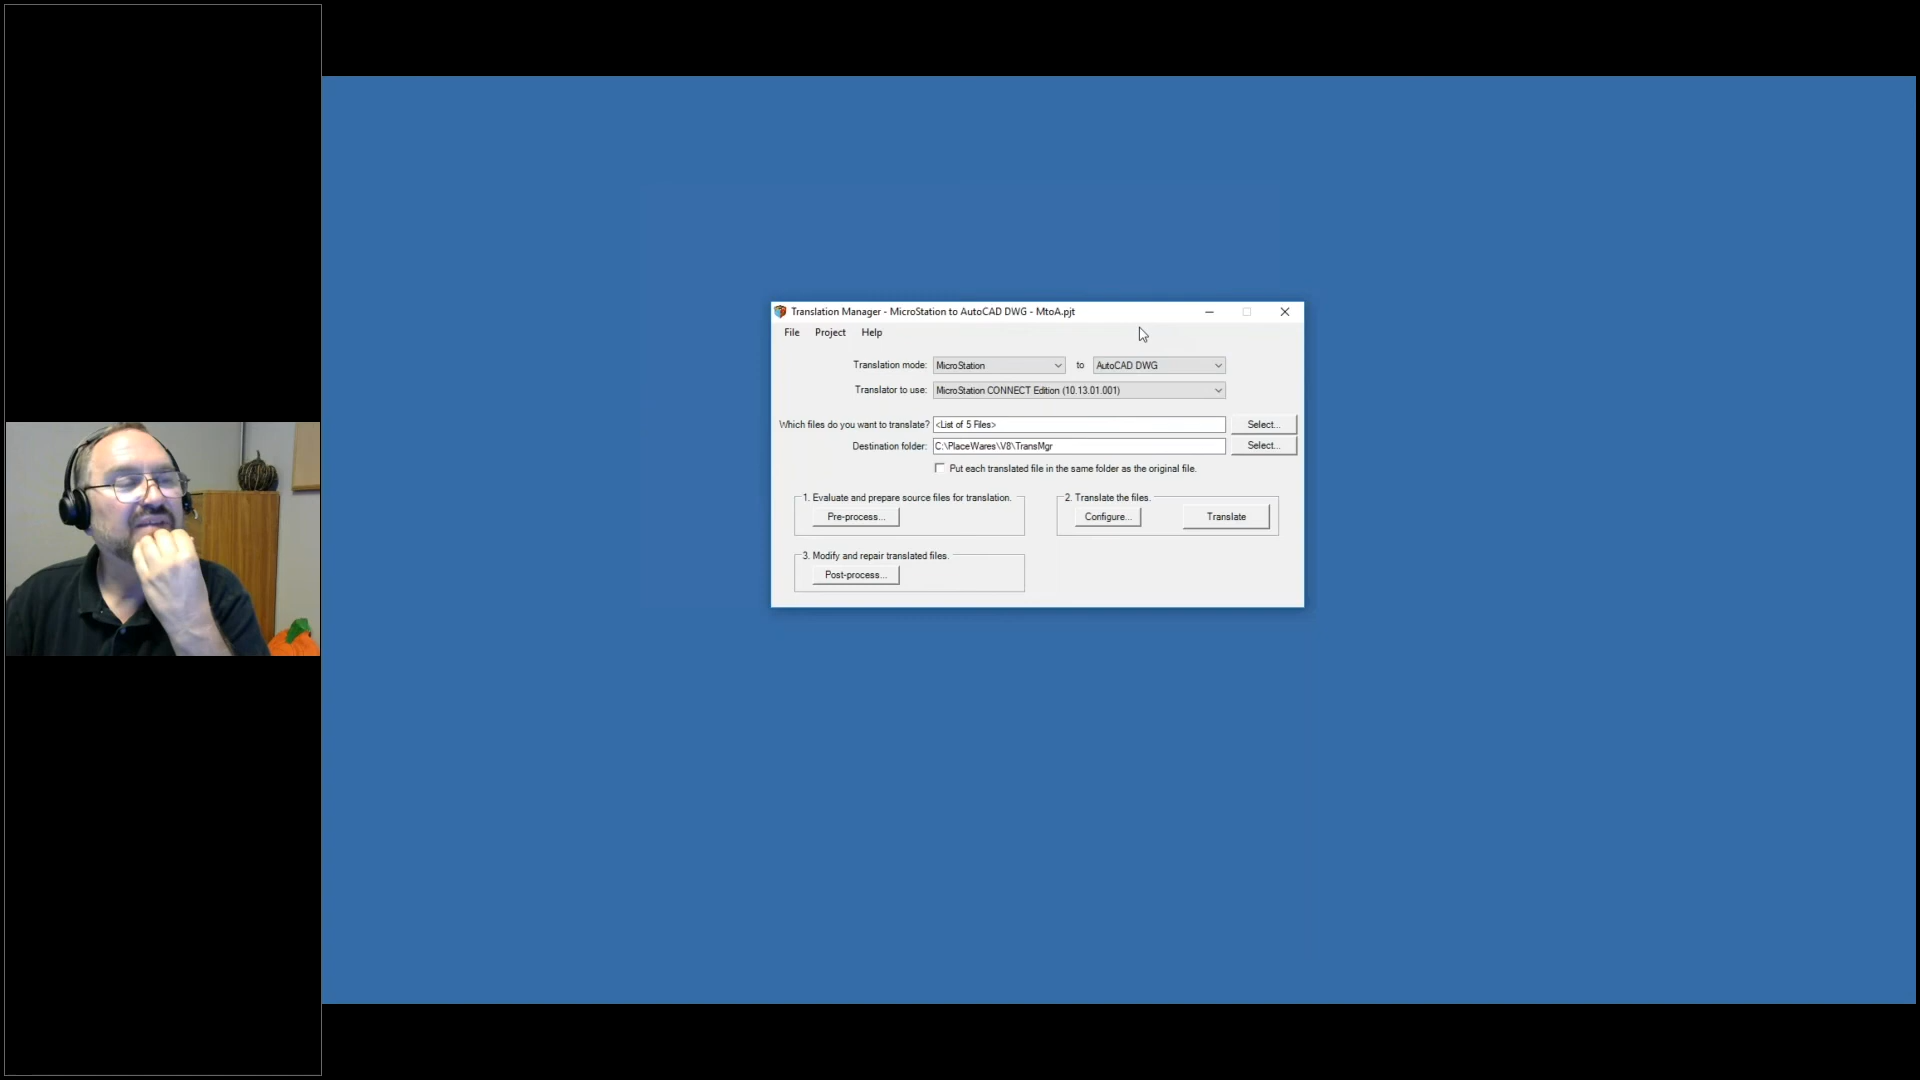 Translation Manager - MicroStation to AutoCAD DWG - MtoA.pjt
File Project Help
Translation mode: MicroStation to AutoCAD DWG
Translator to use: MicroStation CONNECT Edition (10.13.01.001)
Which files do you want to translate? <List of 5 Files> Select...
Destination folder: C:\PlaceWares\V8\TransMgr Select...
Put each translated file in the same folder as the original file.
1. Evaluate and prepare source files for translation.
Pre-process...
2. Translate the files.
Configure... Translate
3. Modify and repair translated files.
Post-process...